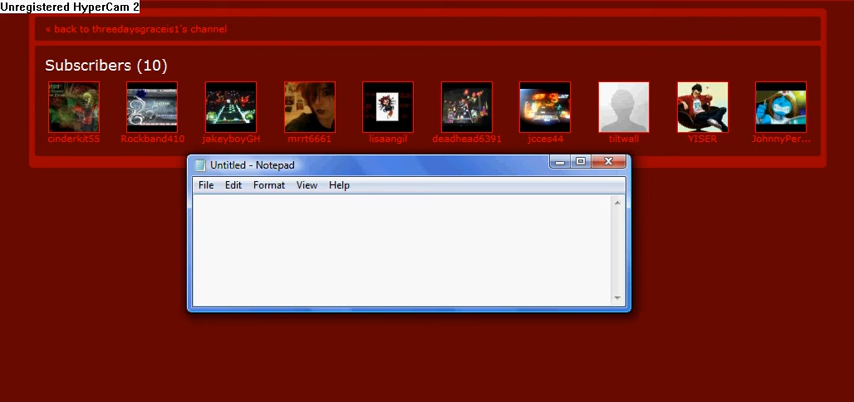 Unregistered HyperCam 2
« back to threedaysgraceis1's channel
Subscribers (10)
cinderkit55 Rockband410 jakeyboyGH mrrt6661 lisaangil deadhead6391 jcces44 tiltwall YISER JohnnyPer...
Untitled - Notepad
File Edit Format View Help